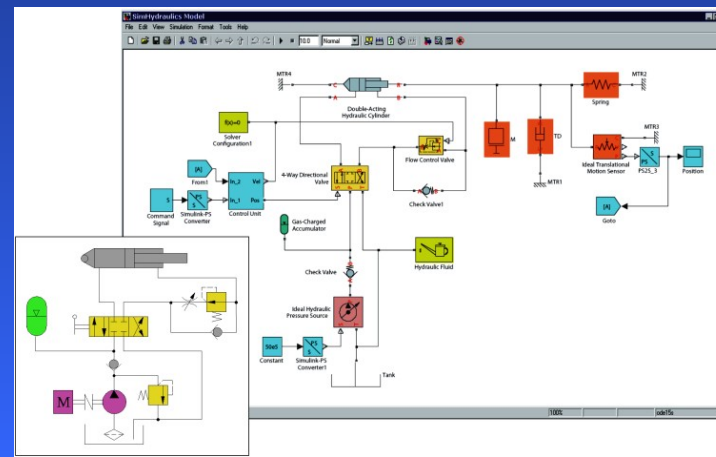 SimHydraulics Model
File Edit View Simulation Format Tools Help
10.0 Normal
MTR4
C
R
A
B
MTR2
Double-Acting
Hydraulic Cylinder
Spring
f(x)=0
Solver
Configuration1
M
TD
MTR3
Ideal Translational
Motion Sensor
PS
S
PS2S_3
Position
Flow Control Valve
MTR1
4-Way Directional
Valve
[A]
From1
In_2
Vel
In_1
Pos
Control Unit
S
Command
Signal
S
PS
Simulink-PS
Converter
Check Valve1
[A]
Goto
Gas-Charged
Accumulator
Hydraulic Fluid
Check Valve
Ideal Hydraulic
Pressure Source
50e5
Constant
S
PS
Simulink-PS
Converter1
Tank
M
100%
ode15s